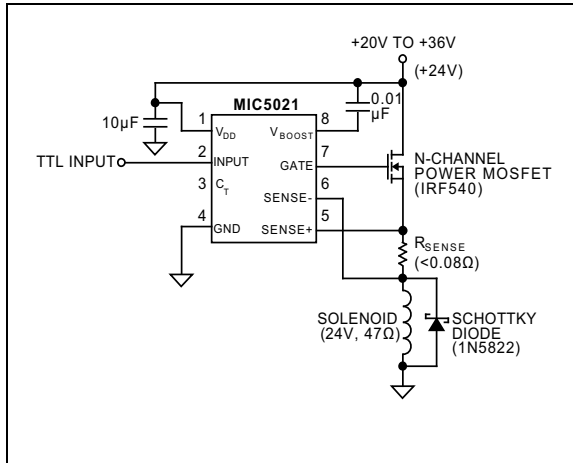 +20V TO +36V
(+24V)
MIC5021
10µF
0.01
µF
1
VDD
VBOOST
8
TTL INPUT
2
INPUT
GATE
7
N-CHANNEL
POWER MOSFET
(IRF540)
3
CT
SENSE-
6
4
GND
SENSE+
5
RSENSE
(<0.08Ω)
SOLENOID
(24V, 47Ω)
SCHOTTKY
DIODE
(1N5822)